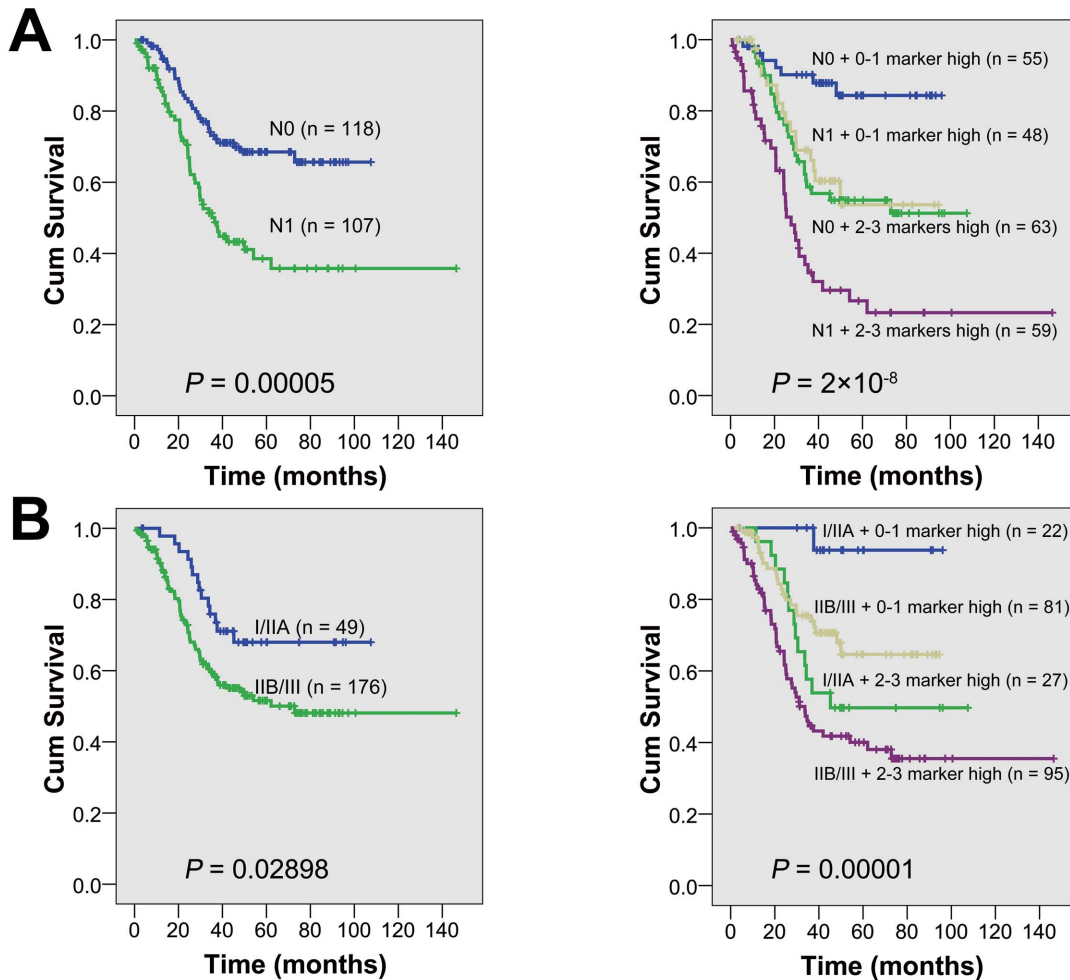 A
Cum Survival
1.0
0.8
0.6
0.4
0.2
0.0
N0 (n = 118)
N1 (n = 107)
P = 0.00005
0 20 40 60 80 100 120 140
Time (months)
Cum Survival
1.0
0.8
0.6
0.4
0.2
0.0
N0 + 0-1 marker high (n = 55)
N1 + 0-1 marker high (n = 48)
N0 + 2-3 markers high (n = 63)
N1 + 2-3 markers high (n = 59)
P = 2×10⁻⁸
0 20 40 60 80 100 120 140
Time (months)
B
Cum Survival
1.0
0.8
0.6
0.4
0.2
0.0
I/IIA (n = 49)
IIB/III (n = 176)
P = 0.02898
0 20 40 60 80 100 120 140
Time (months)
Cum Survival
1.0
0.8
0.6
0.4
0.2
0.0
I/IIA + 0-1 marker high (n = 22)
IIB/III + 0-1 marker high (n = 81)
I/IIA + 2-3 marker high (n = 27)
IIB/III + 2-3 marker high (n = 95)
P = 0.00001
0 20 40 60 80 100 120 140
Time (months)